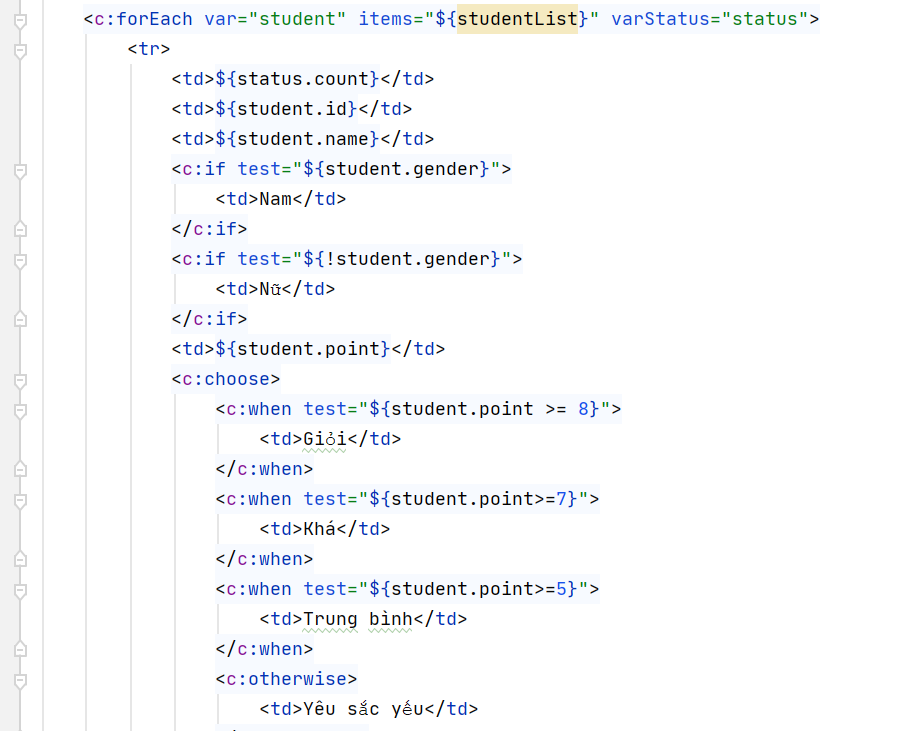 <c:forEach var="student" items="${studentList}" varStatus="status">
<tr>
<td>${status.count}</td>
<td>${student.id}</td>
<td>${student.name}</td>
<c:if test="${student.gender}">
<td>Nam</td>
</c:if>
<c:if test="${!student.gender}">
<td>Nữ</td>
</c:if>
<td>${student.point}</td>
<c:choose>
<c:when test="${student.point >= 8}">
<td>Giỏi</td>
</c:when>
<c:when test="${student.point>=7}">
<td>Khá</td>
</c:when>
<c:when test="${student.point>=5}">
<td>Trung bình</td>
</c:when>
<c:otherwise>
<td>Yêu sắc yếu</td>